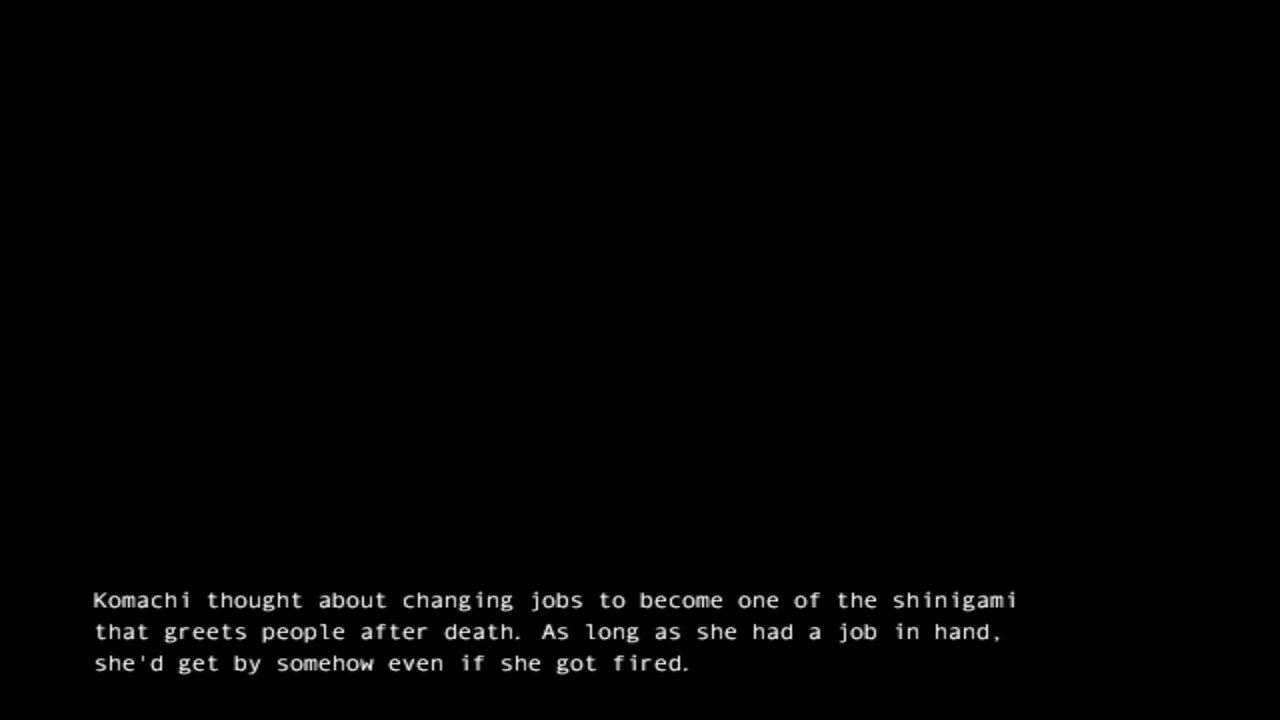 Komachi thought about changing jobs to become one of the shinigami
that greets people after death. As long as she had a job in hand,
she'd get by somehow even if she got fired.